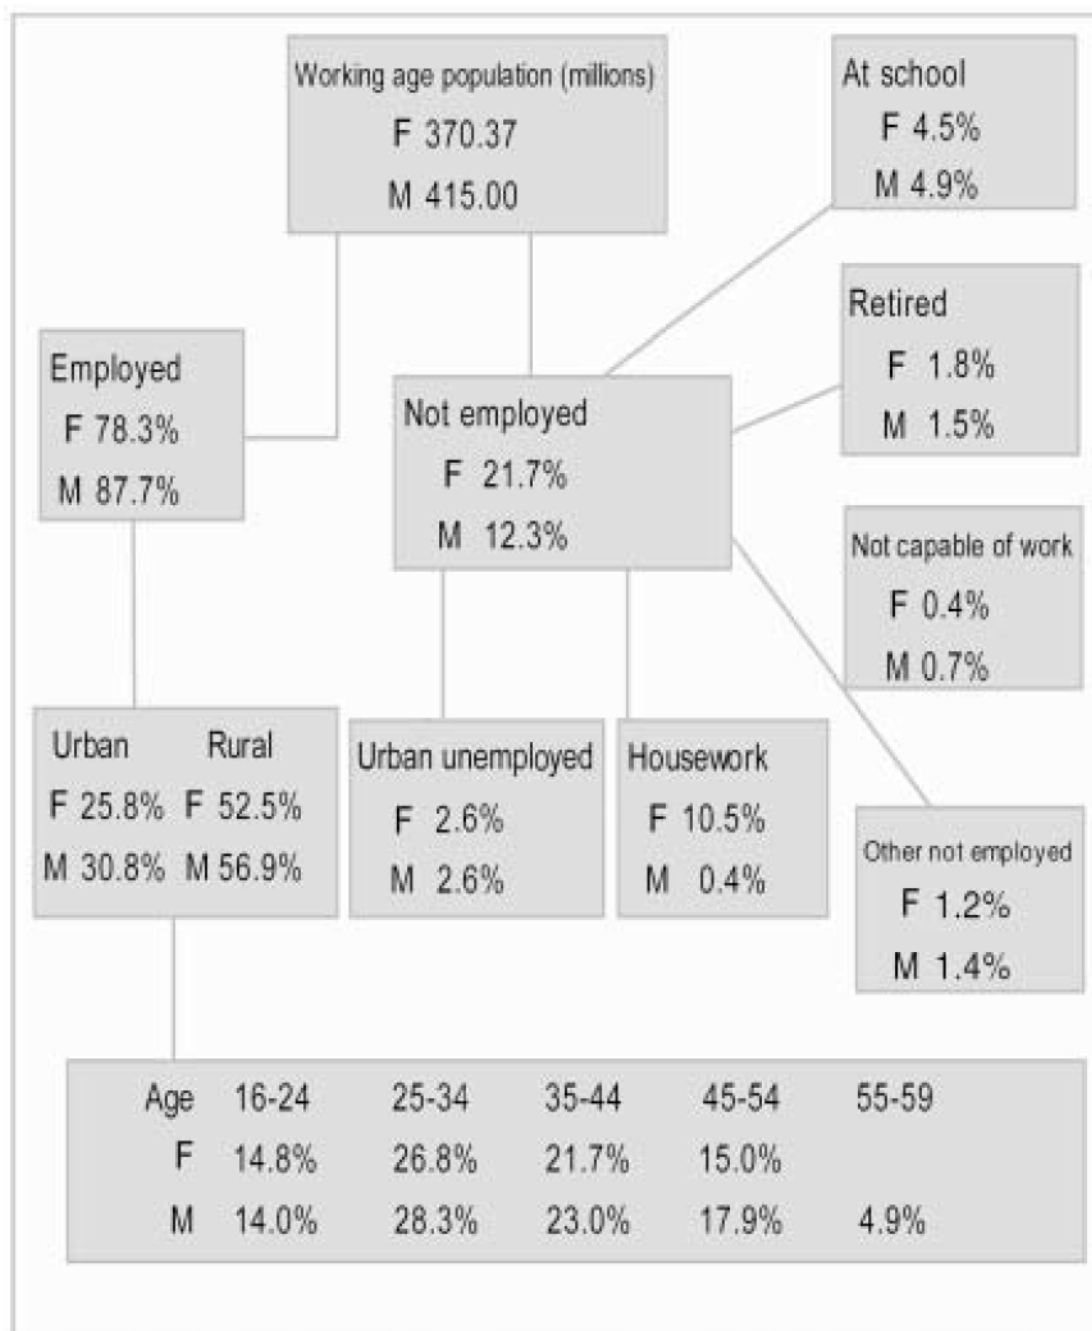 Working age population (millions)
F 370.37
M 415.00
At school
F 4.5%
M 4.9%
Retired
F 1.8%
M 1.5%
Employed
F 78.3%
M 87.7%
Not employed
F 21.7%
M 12.3%
Not capable of work
F 0.4%
M 0.7%
Urban Rural
F 25.8% F 52.5%
M 30.8% M 56.9%
Urban unemployed
F 2.6%
M 2.6%
Housework
F 10.5%
M 0.4%
Other not employed
F 1.2%
M 1.4%
Age 16-24 25-34 35-44 45-54 55-59
F 14.8% 26.8% 21.7% 15.0%
M 14.0% 28.3% 23.0% 17.9% 4.9%